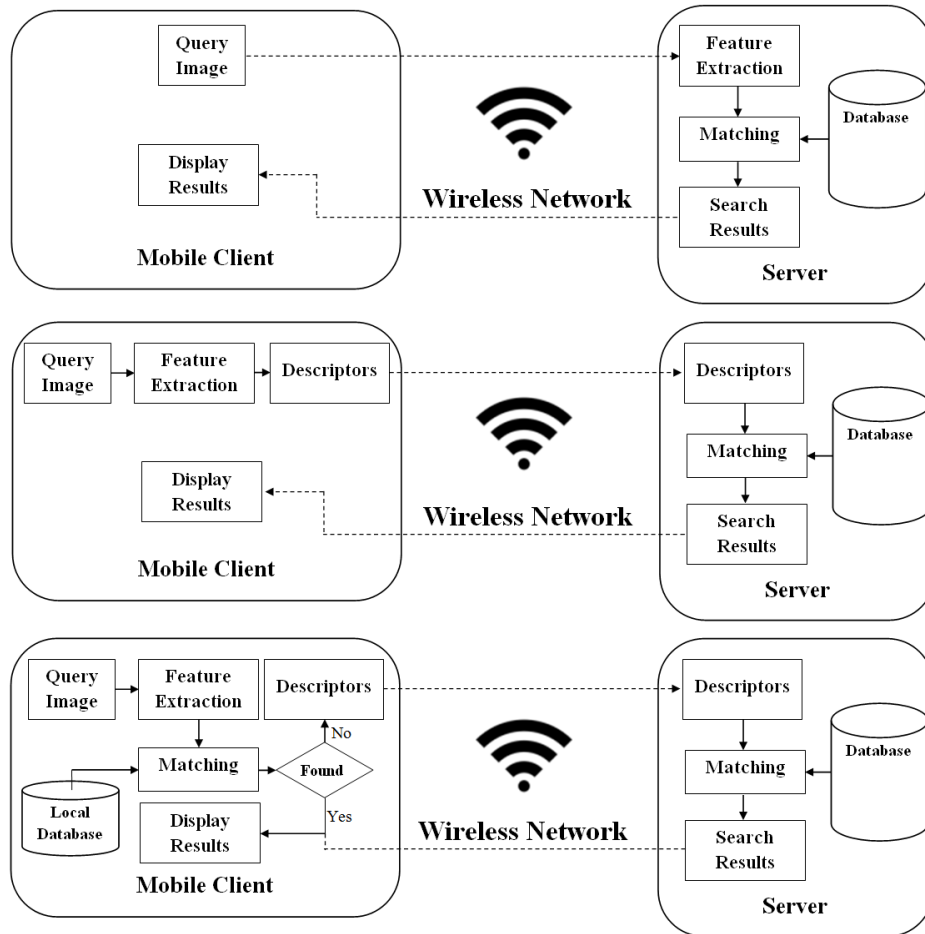 Query
Image
Feature
Extraction
Database
Matching
Display
Results
Wireless Network
Search
Results
Mobile Client
Server
Query
Image
Feature
Extraction
Descriptors
Descriptors
Database
Matching
Display
Results
Wireless Network
Search
Results
Mobile Client
Server
Query
Image
Feature
Extraction
Descriptors
Descriptors
No
Database
Matching
Found
Matching
Local
Database
Yes
Display
Results
Wireless Network
Search
Results
Mobile Client
Server